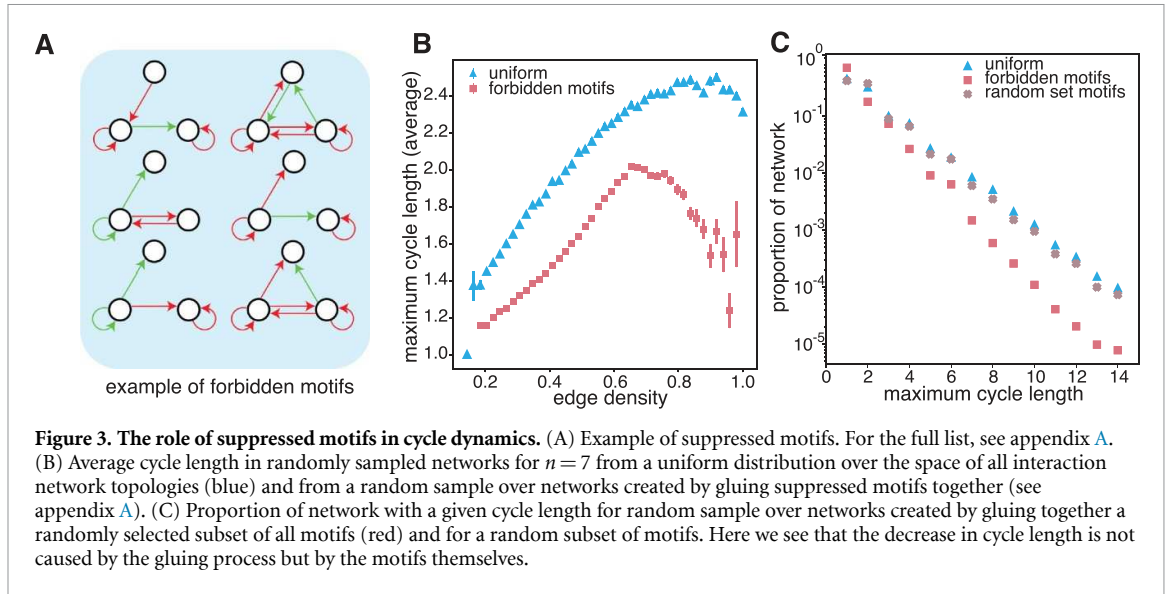 A
example of forbidden motifs
B
uniform
forbidden motifs
maximum cycle length (average)
2.4
2.2
2.0
1.8
1.6
1.4
1.2
1.0
0.2 0.4 0.6 0.8 1.0
edge density
C
uniform
forbidden motifs
random set motifs
proportion of network
10^0
10^-1
10^-2
10^-3
10^-4
10^-5
0 2 4 6 8 10 12 14
maximum cycle length
Figure 3. The role of suppressed motifs in cycle dynamics. (A) Example of suppressed motifs. For the full list, see appendix A.
(B) Average cycle length in randomly sampled networks for n = 7 from a uniform distribution over the space of all interaction
network topologies (blue) and from a random sample over networks created by gluing suppressed motifs together (see
appendix A). (C) Proportion of network with a given cycle length for random sample over networks created by gluing together a
randomly selected subset of all motifs (red) and for a random subset of motifs. Here we see that the decrease in cycle length is not
caused by the gluing process but by the motifs themselves.